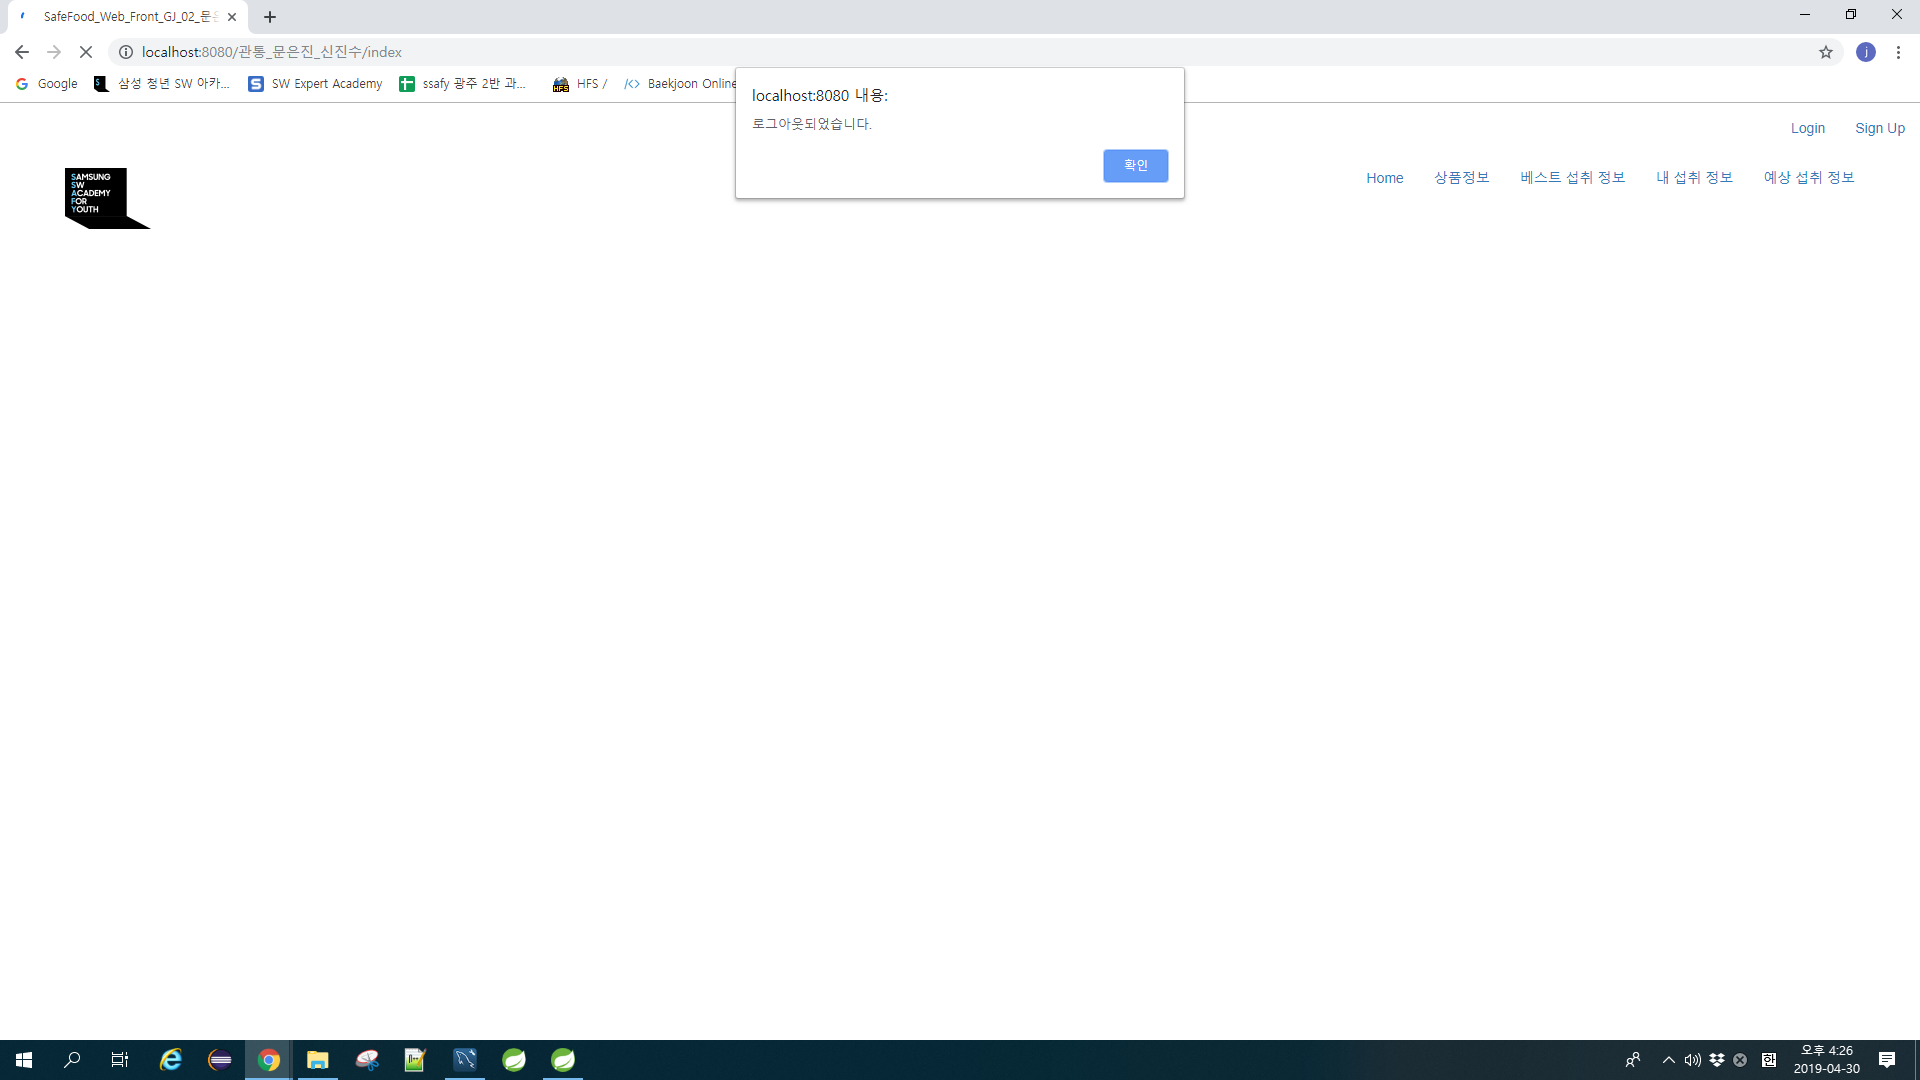 SafeFood_Web_Front_GJ_02_문은
localhost:8080/관통_문은진_신진수/index
j
Google
삼성 청년 SW 아카...
SW Expert Academy
ssafy 광주 2반 과...
HFS /
Baekjoon Online
localhost:8080 내용:
로그아웃되었습니다.
확인
Login
Sign Up
SAMSUNG
SW
ACADEMY
FOR
YOUTH
Home
상품정보
베스트 섭취 정보
내 섭취 정보
예상 섭취 정보
한
오후 4:26
2019-04-30